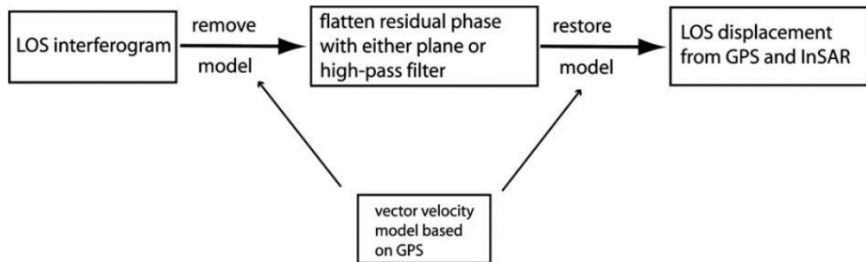 LOS interferogram
remove
model
flatten residual phase
with either plane or
high-pass filter
restore
model
LOS displacement
from GPS and InSAR
vector velocity
model based
on GPS